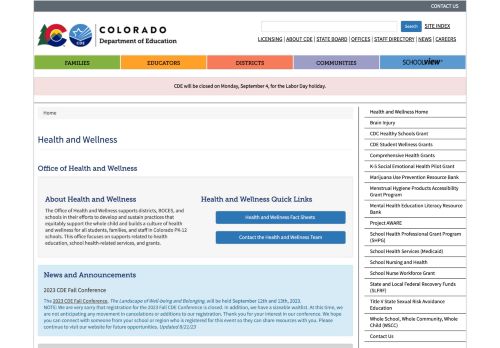 CONTACT US
COLORADO
Department of Education
CDE
Search
SITE INDEX
LICENSING | ABOUT CDE | STATE BOARD | OFFICES | STAFF DIRECTORY | NEWS | CAREERS
FAMILIES
EDUCATORS
DISTRICTS
COMMUNITIES
SCHOOLVIEW
CDE will be closed on Monday, September 4, for the Labor Day holiday.
Home
Health and Wellness
Office of Health and Wellness
About Health and Wellness
The Office of Health and Wellness supports districts, BOCES, and
schools in their efforts to develop and sustain practices that
equitably support the whole child and builds a culture of health
and wellness for all students, families, and staff in Colorado PK-12
schools. This office focuses on supports related to health
education, school health-related services, and grants.
Health and Wellness Quick Links
Health and Wellness Fact Sheets
Contact the Health and Wellness Team
News and Announcements
2023 CDE Fall Conference
The 2023 CDE Fall Conference, The Landscape of Well-being and Belonging, will be held September 12th and 13th, 2023.
NOTE: We are very sorry that registration for the 2023 Fall CDE Conference is closed. In addition, we have a sizeable waitlist. At this time, we
are not anticipating any movement in cancelations or additions to our registration. Thank you for your interest in our conference. We hope
you can connect with someone from your school or region who is registered for this event so they can share resources with you. Please
continue to visit our website for future opportunities. Updated 8/21/23
Health and Wellness Home
Brain Injury
CDC Healthy Schools Grant
CDE Student Wellness Grants
Comprehensive Health Grants
K-5 Social Emotional Health Pilot Grant
Marijuana Use Prevention Resource Bank
Menstrual Hygiene Products Accessibility
Grant Program
Mental Health Education Literacy Resource
Bank
Project AWARE
School Health Professional Grant Program
(SHPG)
School Health Services (Medicaid)
School Nursing and Health
School Nurse Workforce Grant
State and Local Federal Recovery Funds
(SLFRF)
Title V State Sexual Risk Avoidance
Education
Whole School, Whole Community, Whole
Child (WSCC)
Contact Us